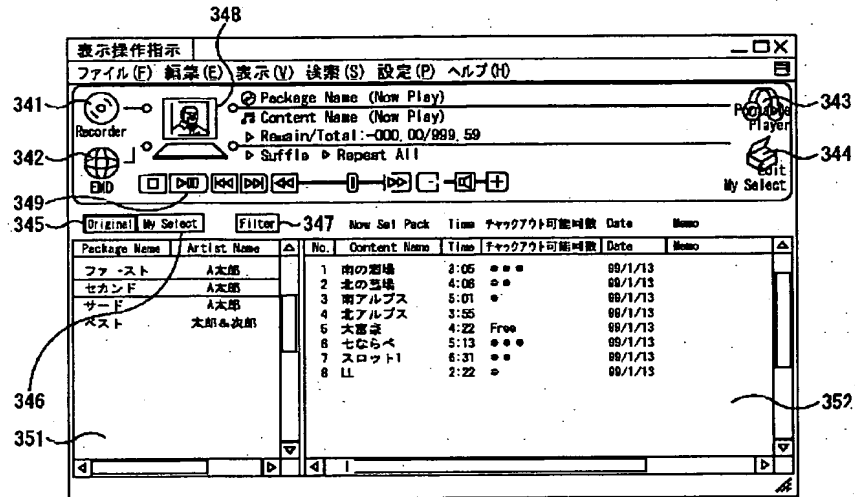 348
表示操作指示
ファイル(F) 編集(E) 表示(V) 検索(S) 設定(P) ヘルプ(H)
341
Recorder
Package Name (Now Play)
Content Name (Now Play)
Remain/Total:-000,00/999,59
Suffle Repeat All
343
Player
342
EMD
344
Edit
My Select
349
345
Original My Select Filter
347
Now Sel Pack Time チャックアウト可能回数 Date Memo
Package Name Artist Name
No. Content Name Time チャックアウト可能回数 Date Memo
ファースト A太郎
セカンド A太郎
サード A太郎
ベスト 太郎&次郎
1 南の酒場 3:05 ●●● 99/1/13
2 北の 4:06 99/1/13
3 南アルプス 5:01 ● 99/1/13
4 北アルプス 3:55 99/1/13
5 大富豪 4:22 Free 99/1/13
6 七ならべ 5:13 ●●● 99/1/13
7 スロット1 6:31 ●● 99/1/13
8 LL 2:22 99/1/13
346
351
352